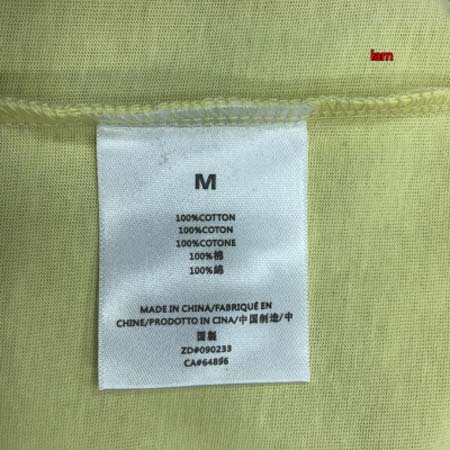 lam
M
100%COTTON
100%COTON
100%COTONE
100%棉
100%綿
MADE IN CHINA/FABRIQUÉ EN
CHINE/PRODOTTO IN CINA/中国制造/中
国製
ZD#090233
CA#64896